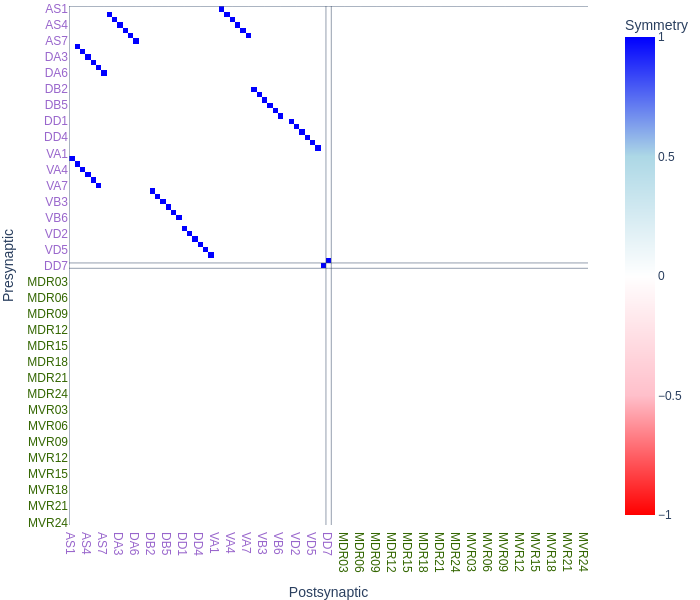 Symmetry
1
0.5
0
−0.5
−1
Presynaptic
AS1
AS4
AS7
DA3
DA6
DB2
DB5
DD1
DD4
VA1
VA4
VA7
VB3
VB6
VD2
VD5
DD7
MDR03
MDR06
MDR09
MDR12
MDR15
MDR18
MDR21
MDR24
MVR03
MVR06
MVR09
MVR12
MVR15
MVR18
MVR21
MVR24
AS1 AS4 AS7 DA3 DA6 DB2 DB5 DD1 DD4 VA1 VA4 VA7 VB3 VB6 VD2 VD5 DD7 MDR03 MDR06 MDR09 MDR12 MDR15 MDR18 MDR21 MDR24 MVR03 MVR06 MVR09 MVR12 MVR15 MVR18 MVR21 MVR24
Postsynaptic